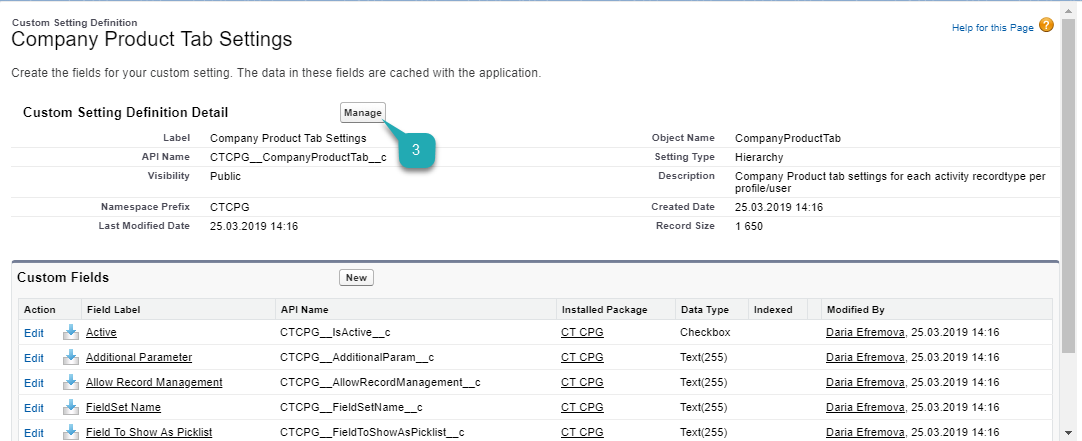 Custom Setting Definition
Company Product Tab Settings
Help for this Page ?
Create the fields for your custom setting. The data in these fields are cached with the application.
Custom Setting Definition Detail Manage
3
Label Company Product Tab Settings Object Name CompanyProductTab
API Name CTCPG__CompanyProductTab__c Setting Type Hierarchy
Visibility Public Description Company Product tab settings for each activity recordtype per
profile/user
Namespace Prefix CTCPG Created Date 25.03.2019 14:16
Last Modified Date 25.03.2019 14:16 Record Size 1 650
Custom Fields New
Action Field Label API Name Installed Package Data Type Indexed Modified By
Edit Active CTCPG__IsActive__c CT CPG Checkbox Daria Efremova, 25.03.2019 14:16
Edit Additional Parameter CTCPG__AdditionalParam__c CT CPG Text(255) Daria Efremova, 25.03.2019 14:16
Edit Allow Record Management CTCPG__AllowRecordManagement__c CT CPG Text(255) Daria Efremova, 25.03.2019 14:16
Edit FieldSet Name CTCPG__FieldSetName__c CT CPG Text(255) Daria Efremova, 25.03.2019 14:16
Edit Field To Show As Picklist CTCPG__FieldToShowAsPicklist__c CT CPG Text(255) Daria Efremova, 25.03.2019 14:16